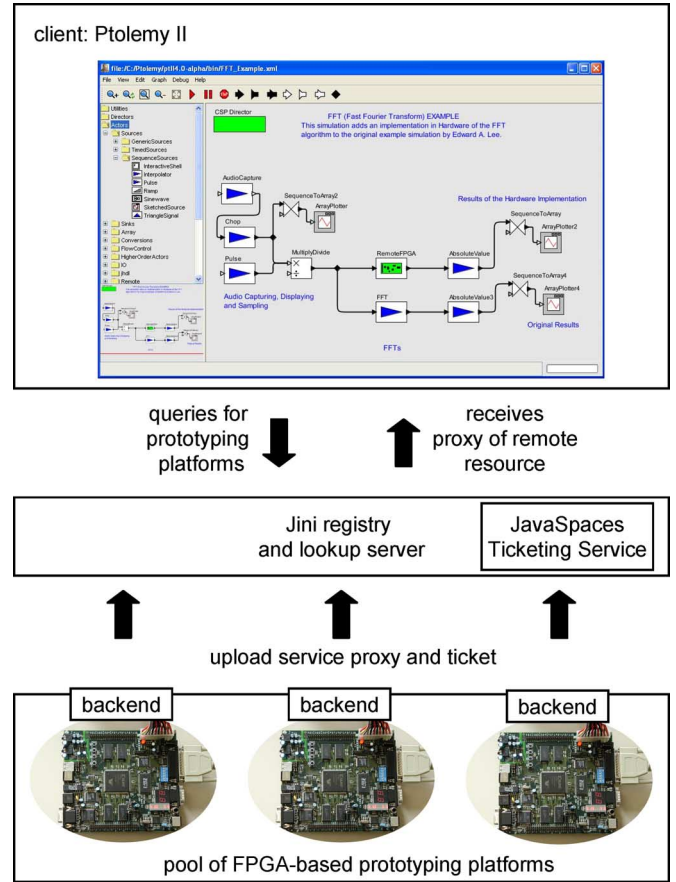 client: Ptolemy II
file:/C:/Ptolemy/ptII4.0-alpha/bin/FFT_Example.xml
File View Edit Graph Debug Help
Utilities
Directors
Actors
Sources
GenericSources
TimedSources
SequenceSources
InteractiveShell
Interpolator
Pulse
Ramp
Sinewave
SketchedSource
TriangleSignal
Sinks
Array
Conversions
FlowControl
HigherOrderActors
IO
jhdl
Remote
CSP Director
FFT (Fast Fourier Transform) EXAMPLE
This simulation adds an implementation in Hardware of the FFT
algorithm to the original example simulation by Edward A. Lee.
AudioCapture
SequenceToArray2
ArrayPlotter
Chop
Results of the Hardware Implementation
SequenceToArray
ArrayPlotter2
Pulse
MultiplyDivide
RemoteFPGA
AbsoluteValue
SequenceToArray4
ArrayPlotter4
Audio Capturing, Displaying
and Sampling
FFT
AbsoluteValue3
Original Results
FFTs
queries for
prototyping
platforms
receives
proxy of remote
resource
Jini registry
and lookup server
JavaSpaces
Ticketing Service
upload service proxy and ticket
backend
backend
backend
pool of FPGA-based prototyping platforms